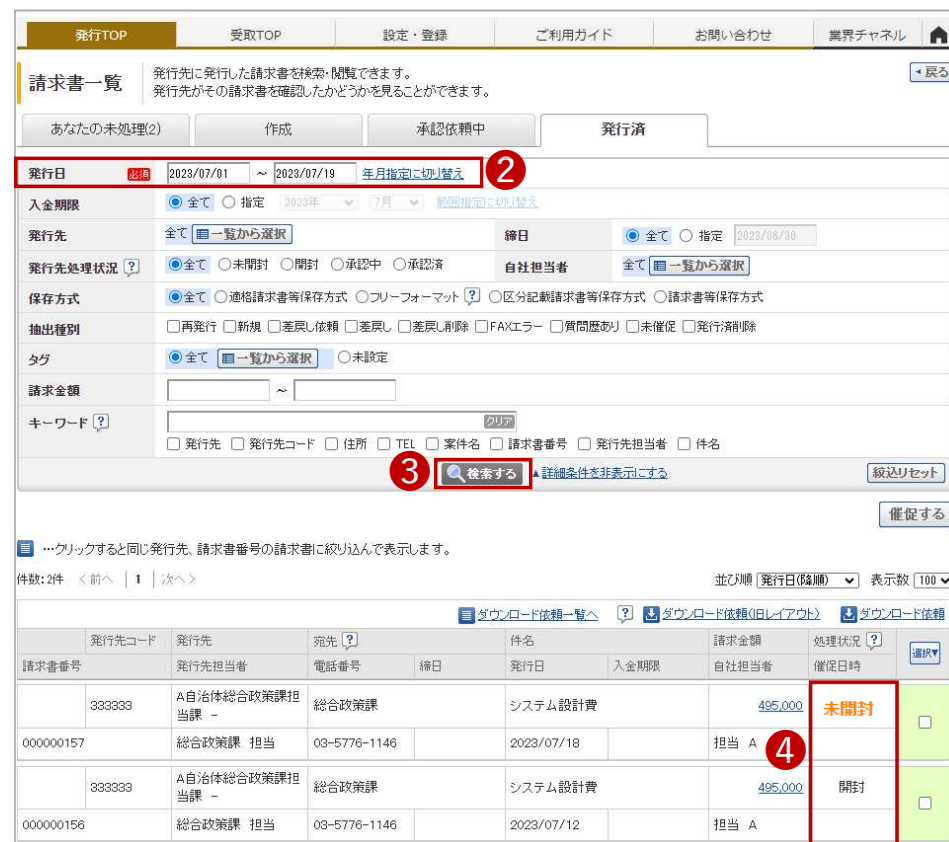 発行TOP 受取TOP 設定・登録 ご利用ガイド お問い合わせ 業界チャネル
請求書一覧 発行先に発行した請求書を検索・閲覧できます。 戻る
発行先がその請求書を確認したかどうかを見ることができます。
あなたの未処理(2) 作成 承認依頼中 発行済
発行日 必須 2023/07/01 ～ 2023/07/19 年月指定に切り替え 2
入金期限 全て 指定 2023年 7月 範囲指定に切り替え
発行先 全て 一覧から選択 締日 全て 指定 2023/06/30
発行先処理状況 ? 全て 未開封 開封 承認中 承認済 自社担当者 全て 一覧から選択
保存方式 全て 適格請求書等保存方式 フリーフォーマット ? 区分記載請求書等保存方式 請求書等保存方式
抽出種別 再発行 新規 差戻し依頼 差戻し 差戻し削除 FAXエラー 質問歴あり 未催促 発行済削除
タグ 全て 一覧から選択 未設定
請求金額 ～
キーワード ? クリア
発行先 発行先コード 住所 TEL 案件名 請求書番号 発行先担当者 件名
3 検索する ▲詳細条件を非表示にする 絞込リセット
催促する
…クリックすると同じ発行先、請求書番号の請求書に絞り込んで表示します。
件数:2件 <前へ | 1 | 次へ> 並び順 発行日(降順) 表示数 100
ダウンロード依頼一覧へ ? ダウンロード依頼(旧レイアウト) ダウンロード依頼
発行先コード 発行先 宛先 ? 件名 請求金額 処理状況 ? 選択▼
請求書番号 発行先担当者 電話番号 締日 発行日 入金期限 自社担当者 催促日時
333333 A自治体総合政策課担当課 - 総合政策課 システム設計費 495,000 未開封
000000157 総合政策課 担当 03-5776-1146 2023/07/18 担当 A 4
333333 A自治体総合政策課担当課 - 総合政策課 システム設計費 495,000 開封
000000156 総合政策課 担当 03-5776-1146 2023/07/12 担当 A